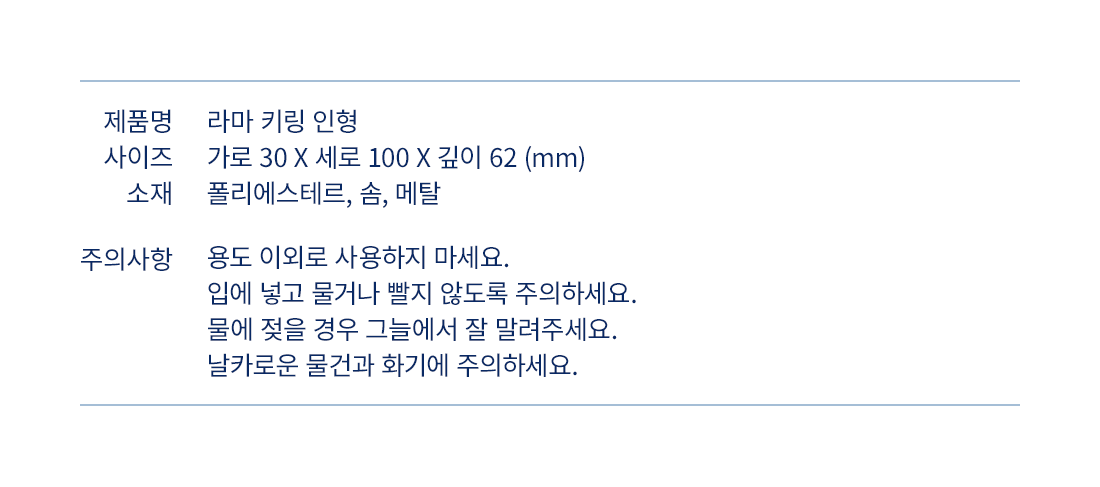 제품명 라마 키링 인형
사이즈 가로 30 X 세로 100 X 깊이 62 (mm)
소재 폴리에스테르, 솜, 메탈
주의사항 용도 이외로 사용하지 마세요.
입에 넣고 물거나 빨지 않도록 주의하세요.
물에 젖을 경우 그늘에서 잘 말려주세요.
날카로운 물건과 화기에 주의하세요.